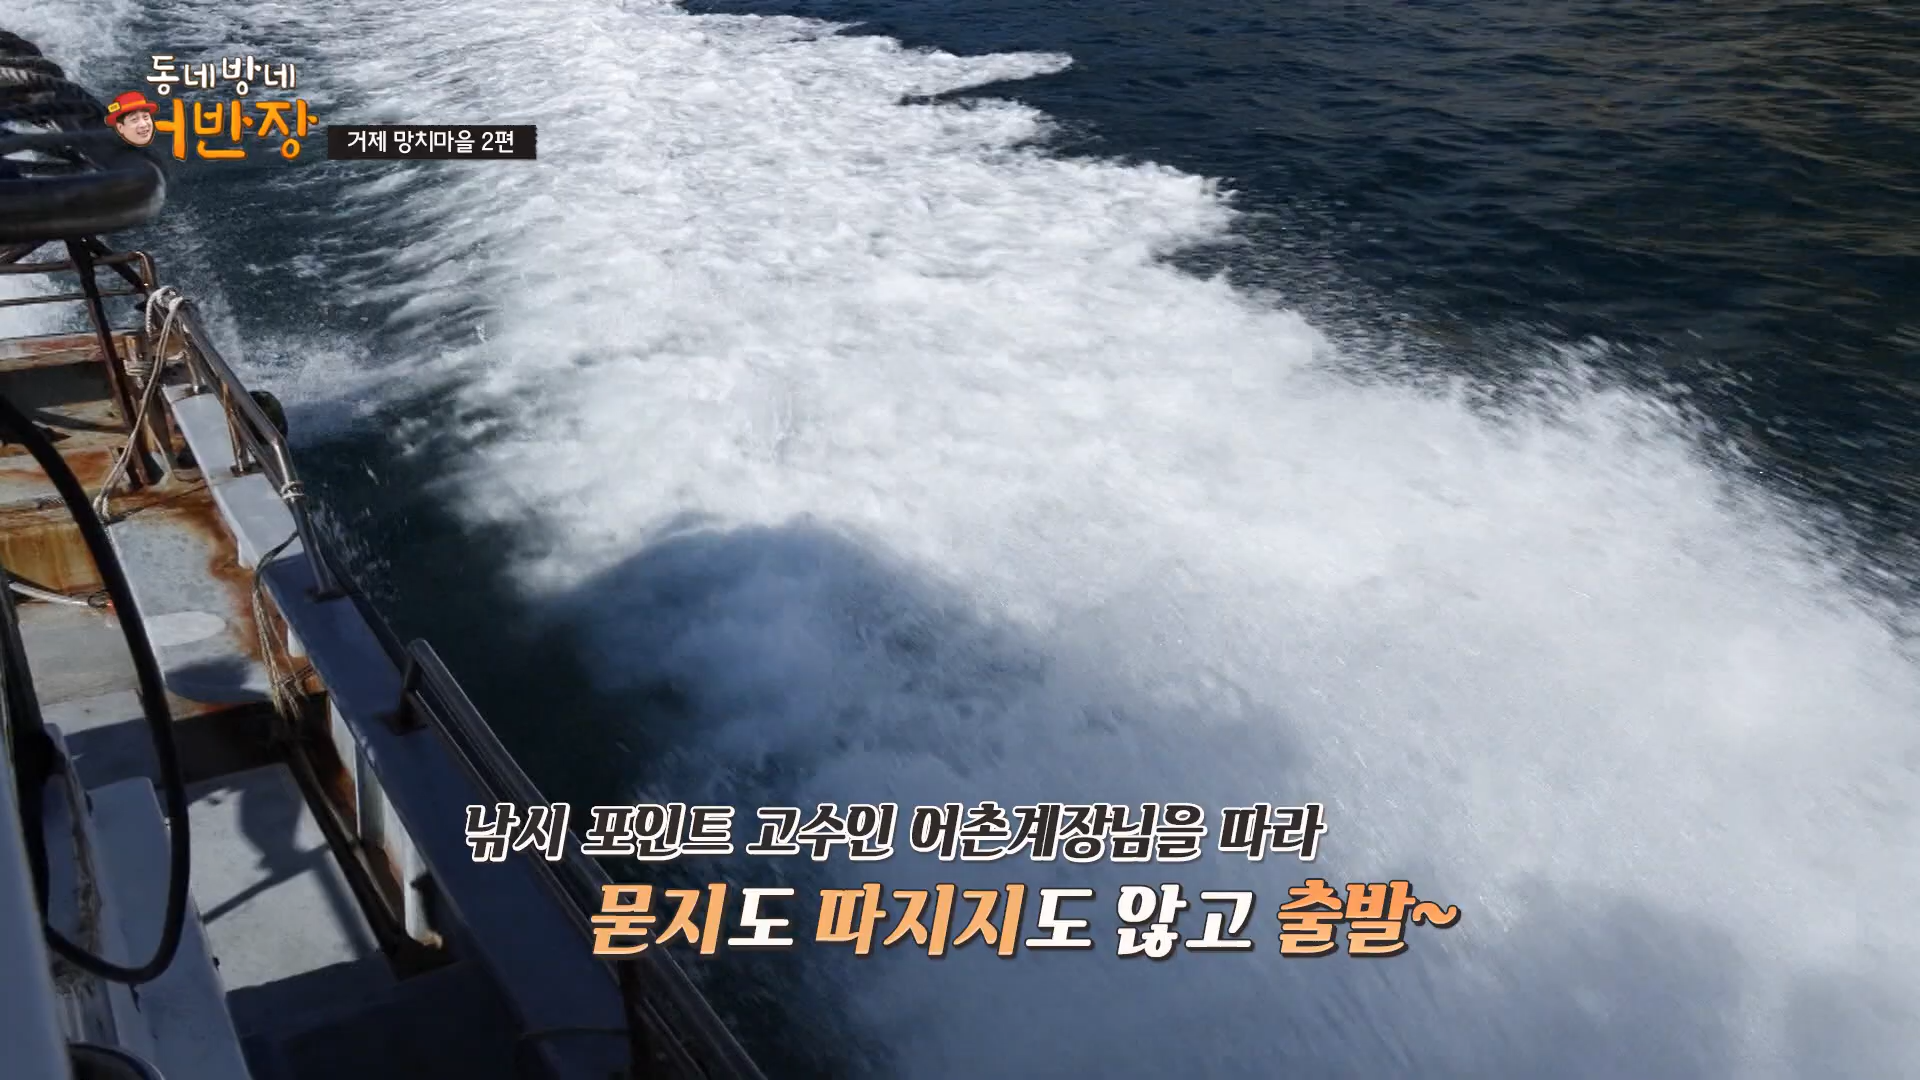 동네방네
어반장
거제 망치마을 2편
낚시 포인트 고수인 어촌계장님을 따라
묻지도 따지지도 않고 출발~